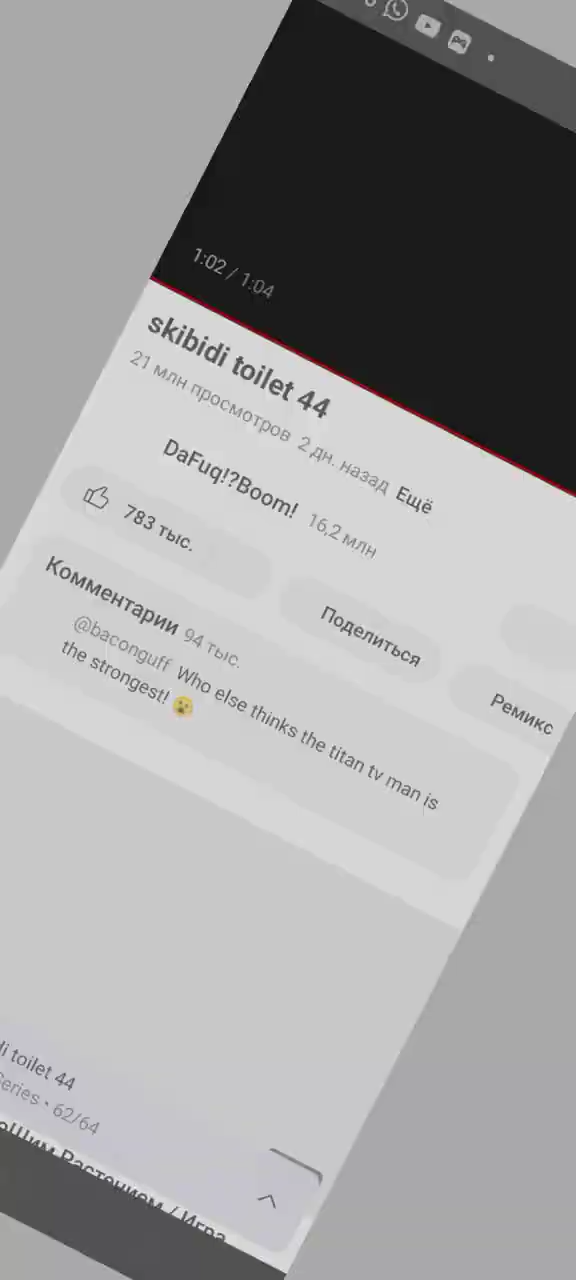 1:02 / 1:04
skibidi toilet 44
21 млн просмотров 2 дн. назад Ещё
DaFuq!?Boom! 16,2 млн
783 тыс.
Поделиться
Ремикс
Комментарии 94 тыс.
@baconguff Who else thinks the titan tv man is
the strongest! 😮
di toilet 44
Series • 62/64
Растением / Игра